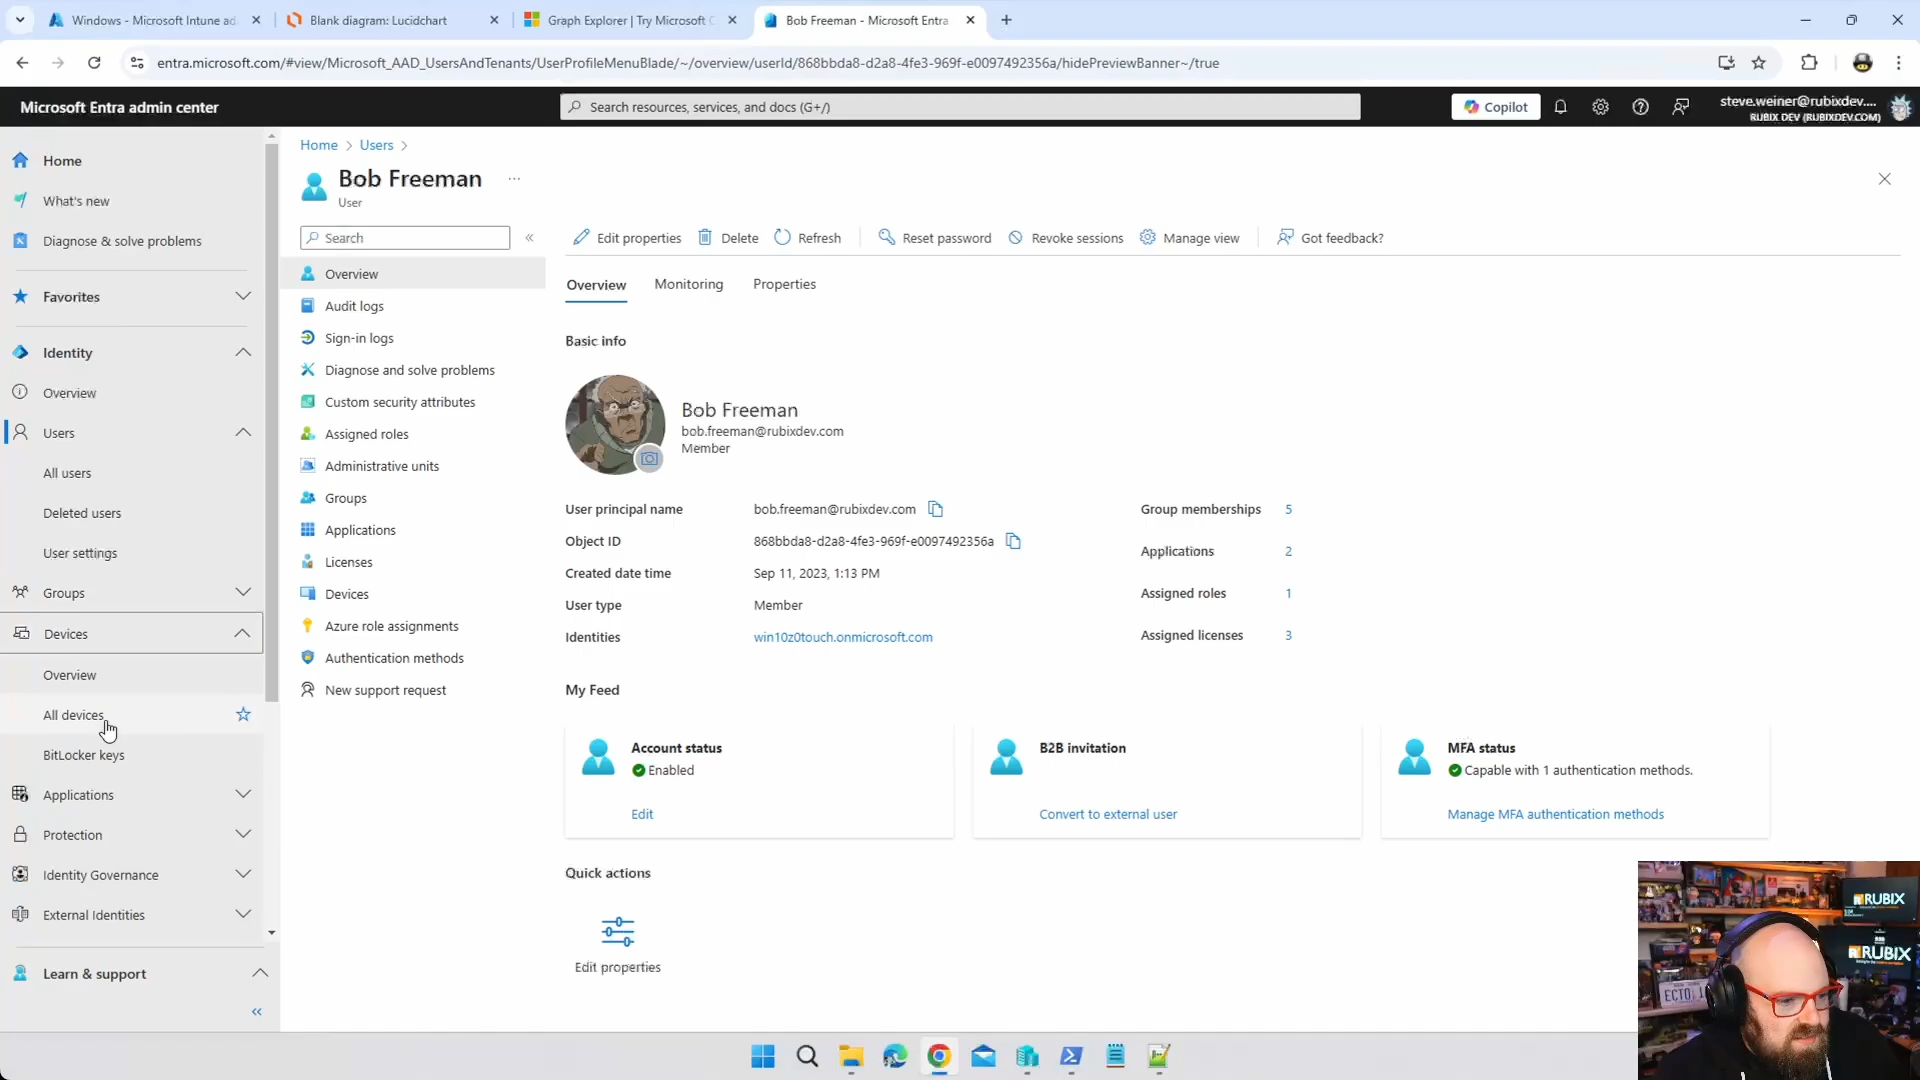 Windows - Microsoft Intune ad
Blank diagram: Lucidchart
Graph Explorer | Try Microsoft G
Bob Freeman - Microsoft Entra
entra.microsoft.com/#view/Microsoft_AAD_UsersAndTenants/UserProfileMenuBlade/~/overview/userId/868bbda8-d2a8-4fe3-969f-e0097492356a/hidePreviewBanner~/true
Microsoft Entra admin center
Search resources, services, and docs (G+/)
Copilot
steve.weiner@rubixdev....
RUBIX DEV (RUBIXDEV.COM)
Home
What's new
Diagnose & solve problems
Favorites
Identity
Overview
Users
All users
Deleted users
User settings
Groups
Devices
Overview
All devices
BitLocker keys
Applications
Protection
Identity Governance
External Identities
Learn & support
Home > Users >
Bob Freeman ...
User
Search
Overview
Audit logs
Sign-in logs
Diagnose and solve problems
Custom security attributes
Assigned roles
Administrative units
Groups
Applications
Licenses
Devices
Azure role assignments
Authentication methods
New support request
Edit properties
Delete
Refresh
Reset password
Revoke sessions
Manage view
Got feedback?
Overview
Monitoring
Properties
Basic info
Bob Freeman
bob.freeman@rubixdev.com
Member
User principal name bob.freeman@rubixdev.com
Object ID 868bbda8-d2a8-4fe3-969f-e0097492356a
Created date time Sep 11, 2023, 1:13 PM
User type Member
Identities win10z0touch.onmicrosoft.com
Group memberships 5
Applications 2
Assigned roles 1
Assigned licenses 3
My Feed
Account status
Enabled
Edit
B2B invitation
Convert to external user
MFA status
Capable with 1 authentication methods.
Manage MFA authentication methods
Quick actions
Edit properties
RUBIX
RUBIX
ECTO-1